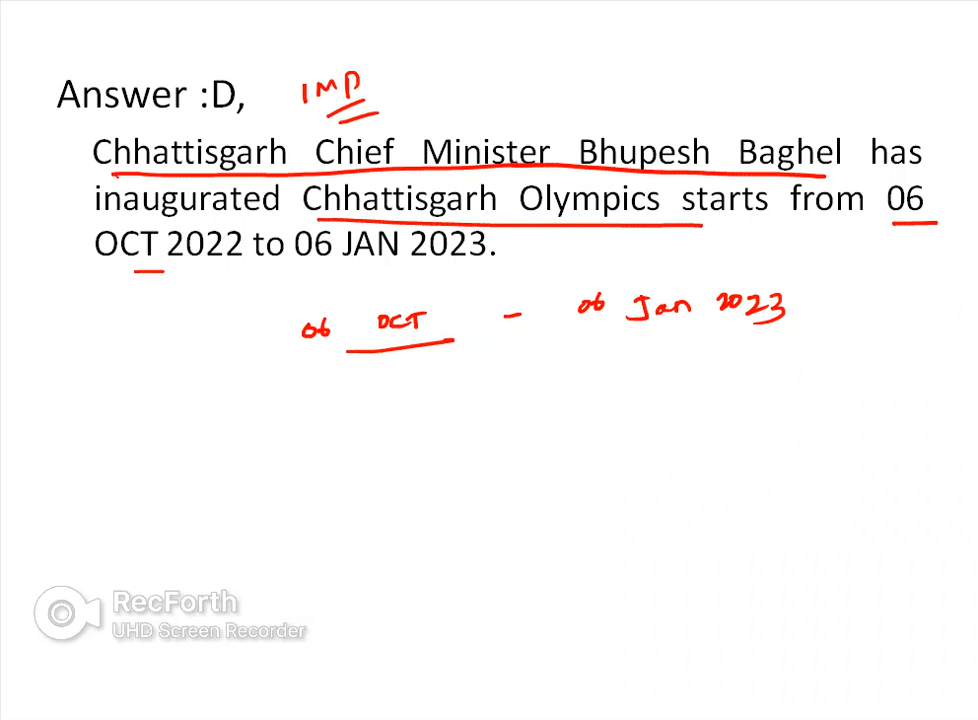 Answer :D, IMP
Chhattisgarh Chief Minister Bhupesh Baghel has
inaugurated Chhattisgarh Olympics starts from 06
OCT 2022 to 06 JAN 2023.
06 OCT - 06 Jan 2023
RecForth
UHD Screen Recorder